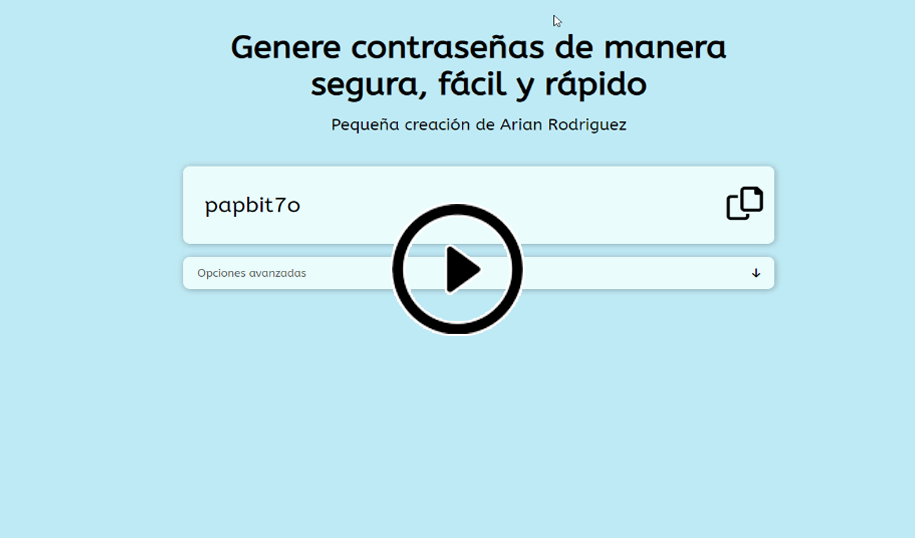 Genere contraseñas de manera
segura, fácil y rápido
Pequeña creación de Arian Rodriguez
papbit7o
Opciones avanzadas